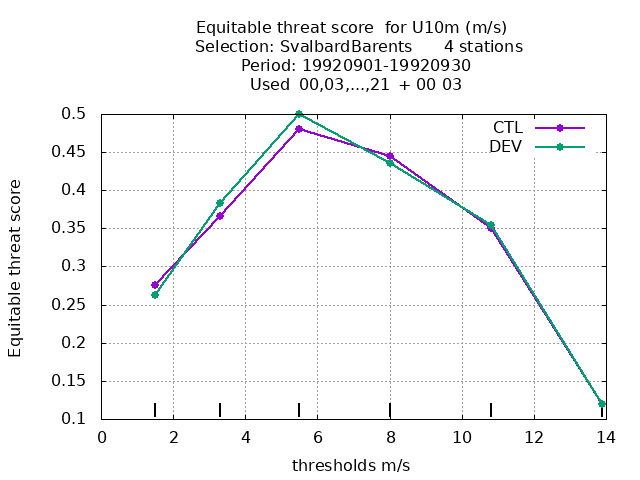 Equitable threat score  for U10m (m/s)
Selection: SvalbardBarents      4 stations
Period: 19920901-19920930
Used  00,03,...,21  + 00 03
CTL
DEV
Equitable threat score
0.5
0.45
0.4
0.35
0.3
0.25
0.2
0.15
0.1
0 2 4 6 8 10 12 14
thresholds m/s